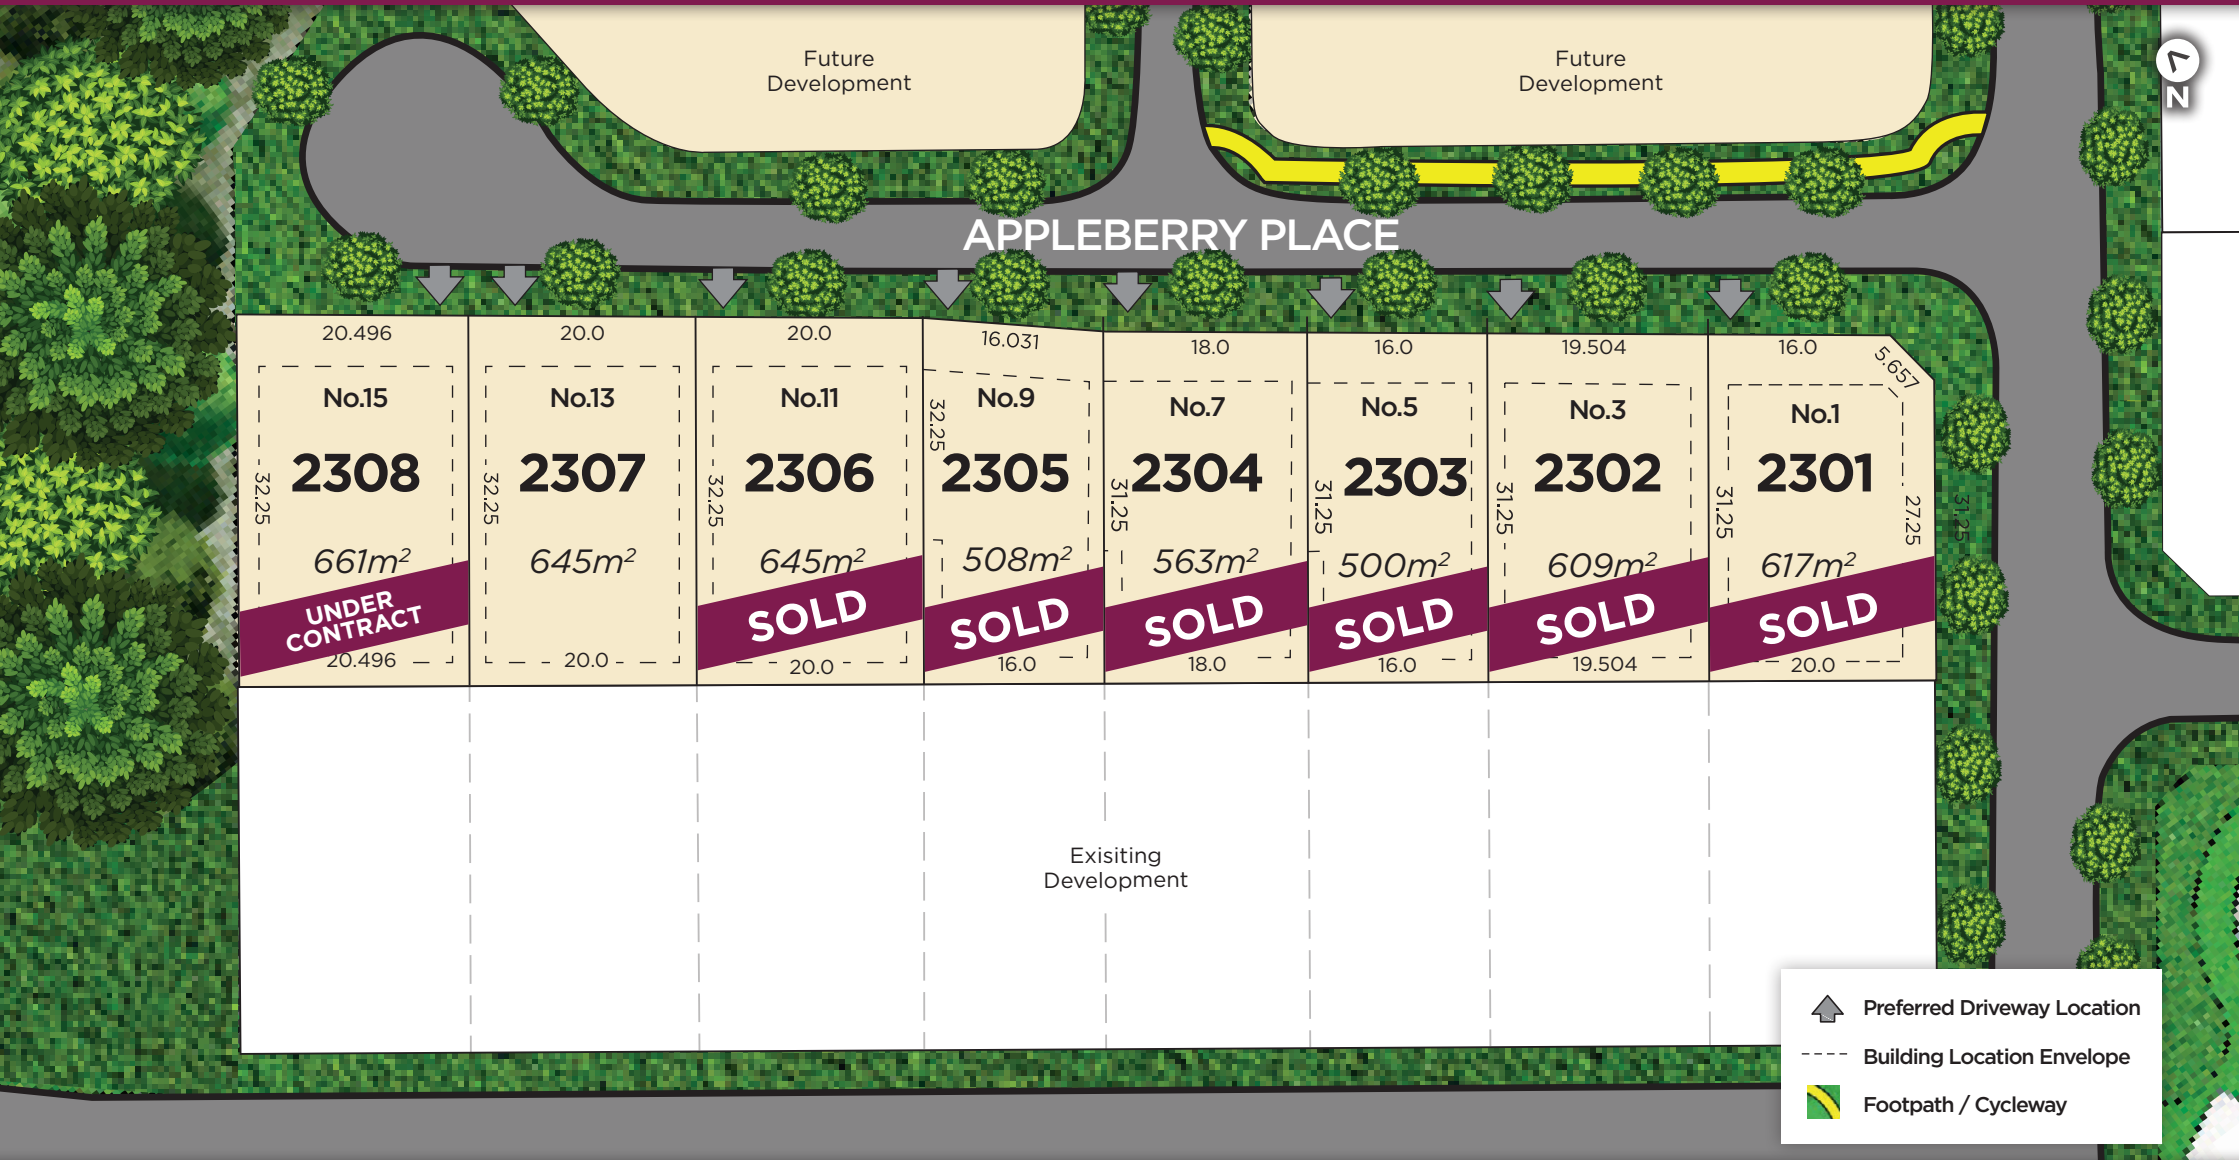 Future
Development
Future
Development
N
APPLEBERRY PLACE
20.496
No.15
2308
32.25
661m²
UNDER
CONTRACT
20.496
20.0
No.13
2307
32.25
645m²
20.0
20.0
No.11
2306
32.25
645m²
SOLD
20.0
16.031
No.9
32.25
2305
508m²
SOLD
16.0
18.0
No.7
2304
31.25
563m²
SOLD
18.0
16.0
No.5
2303
31.25
500m²
SOLD
16.0
19.504
No.3
2302
31.25
609m²
SOLD
19.504
16.0
5.657
No.1
2301
31.25
27.25
31.25
617m²
SOLD
20.0
Exisiting
Development
Preferred Driveway Location
Building Location Envelope
Footpath / Cycleway